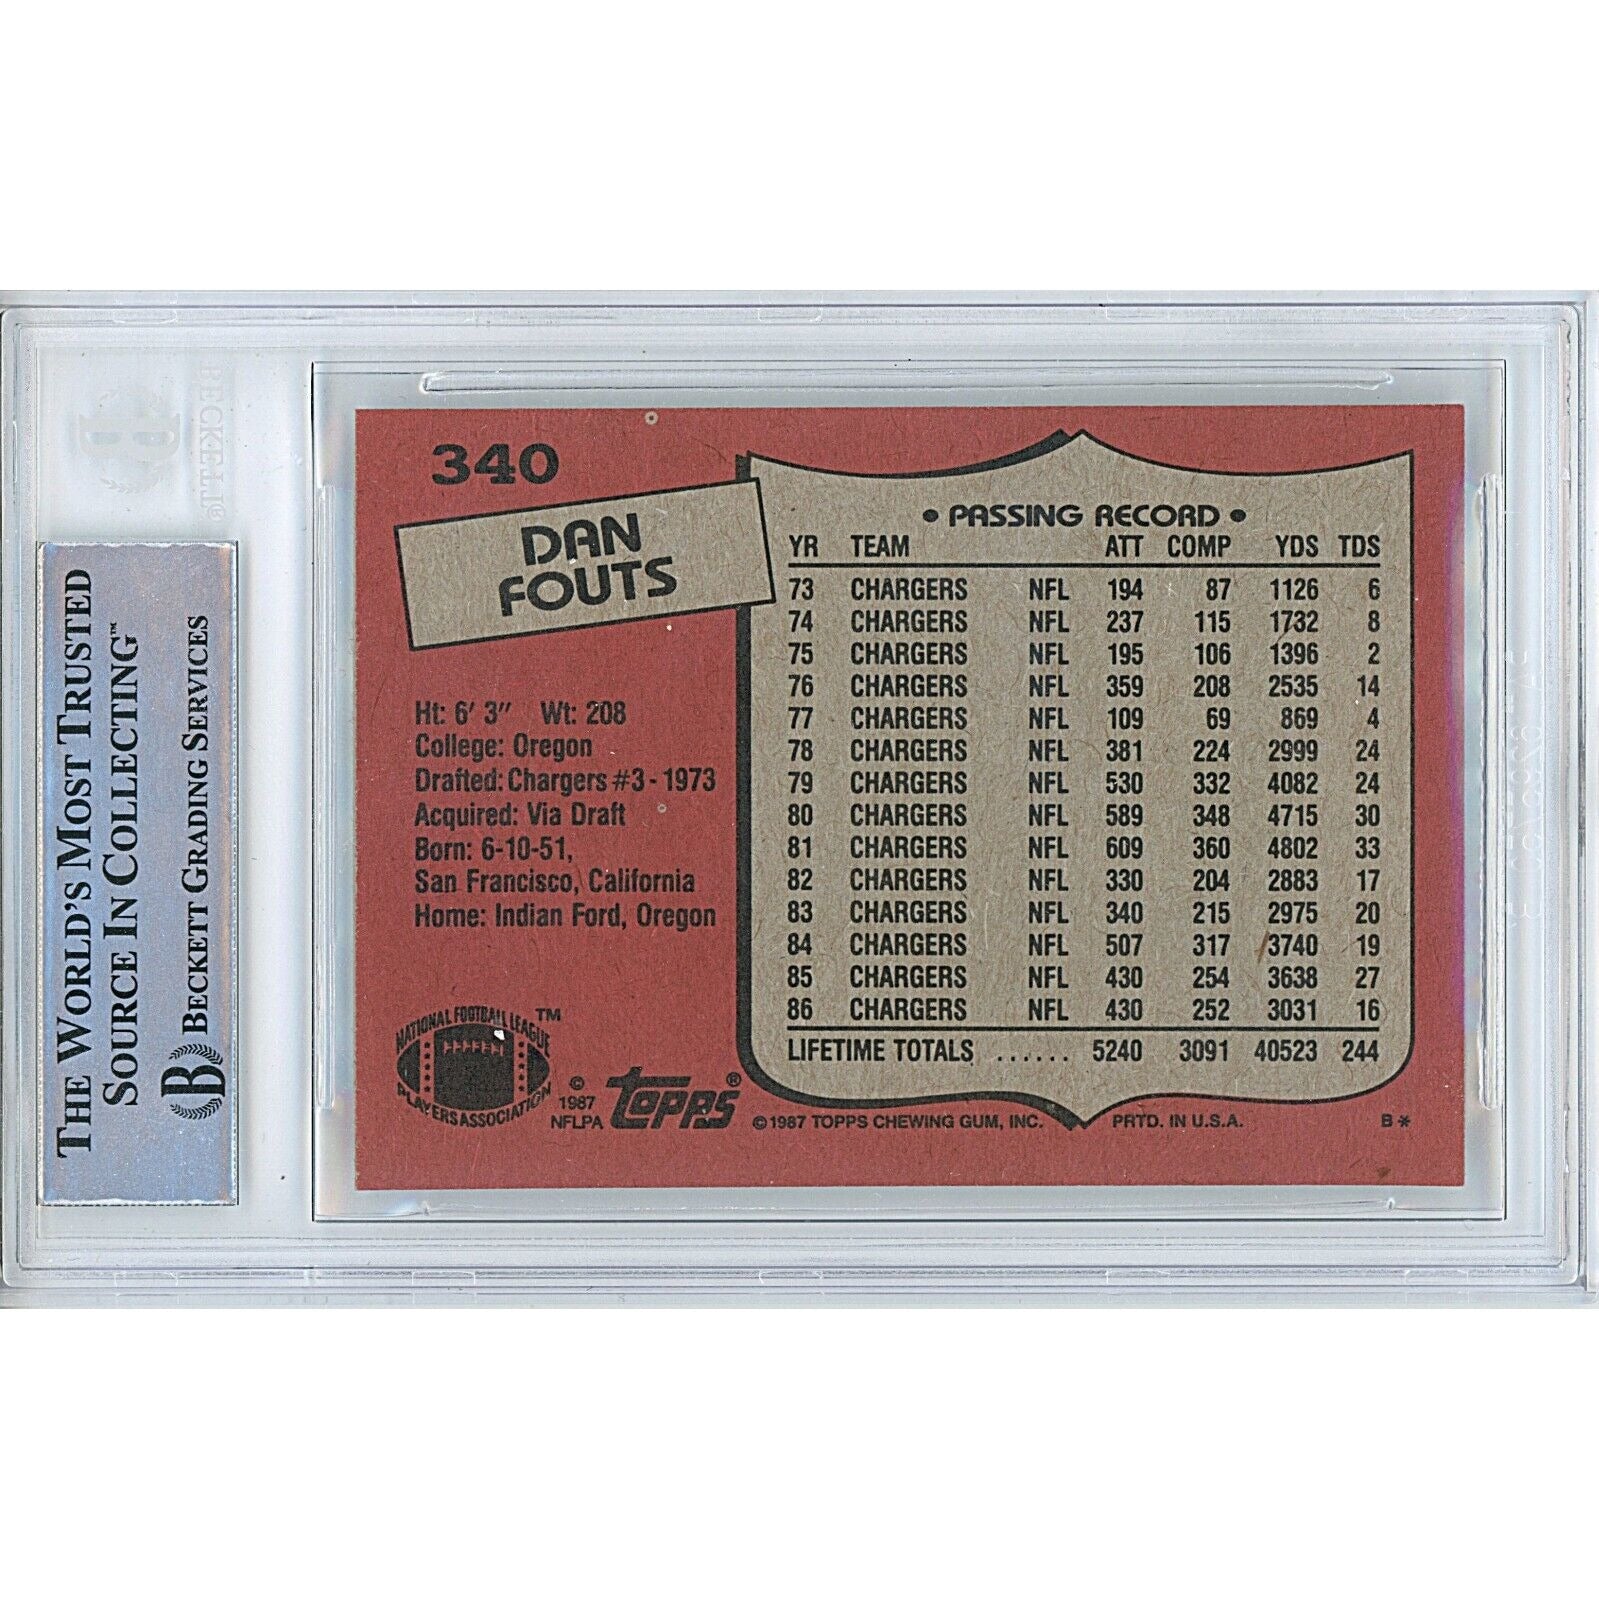 BECKETT®
THE WORLD'S MOST TRUSTED
SOURCE IN COLLECTING™
B BECKETT GRADING SERVICES
340
DAN
FOUTS
Ht: 6' 3" Wt: 208
College: Oregon
Drafted: Chargers #3 - 1973
Acquired: Via Draft
Born: 6-10-51,
San Francisco, California
Home: Indian Ford, Oregon
NATIONAL FOOTBALL LEAGUE TM
PLAYERS ASSOCIATION
© 1987
NFLPA
TOPPS®
• PASSING RECORD •
YR TEAM ATT COMP YDS TDS
73 CHARGERS NFL 194 87 1126 6
74 CHARGERS NFL 237 115 1732 8
75 CHARGERS NFL 195 106 1396 2
76 CHARGERS NFL 359 208 2535 14
77 CHARGERS NFL 109 69 869 4
78 CHARGERS NFL 381 224 2999 24
79 CHARGERS NFL 530 332 4082 24
80 CHARGERS NFL 589 348 4715 30
81 CHARGERS NFL 609 360 4802 33
82 CHARGERS NFL 330 204 2883 17
83 CHARGERS NFL 340 215 2975 20
84 CHARGERS NFL 507 317 3740 19
85 CHARGERS NFL 430 254 3638 27
86 CHARGERS NFL 430 252 3031 16
LIFETIME TOTALS ...... 5240 3091 40523 244
©1987 TOPPS CHEWING GUM, INC. PRTD. IN U.S.A. B*